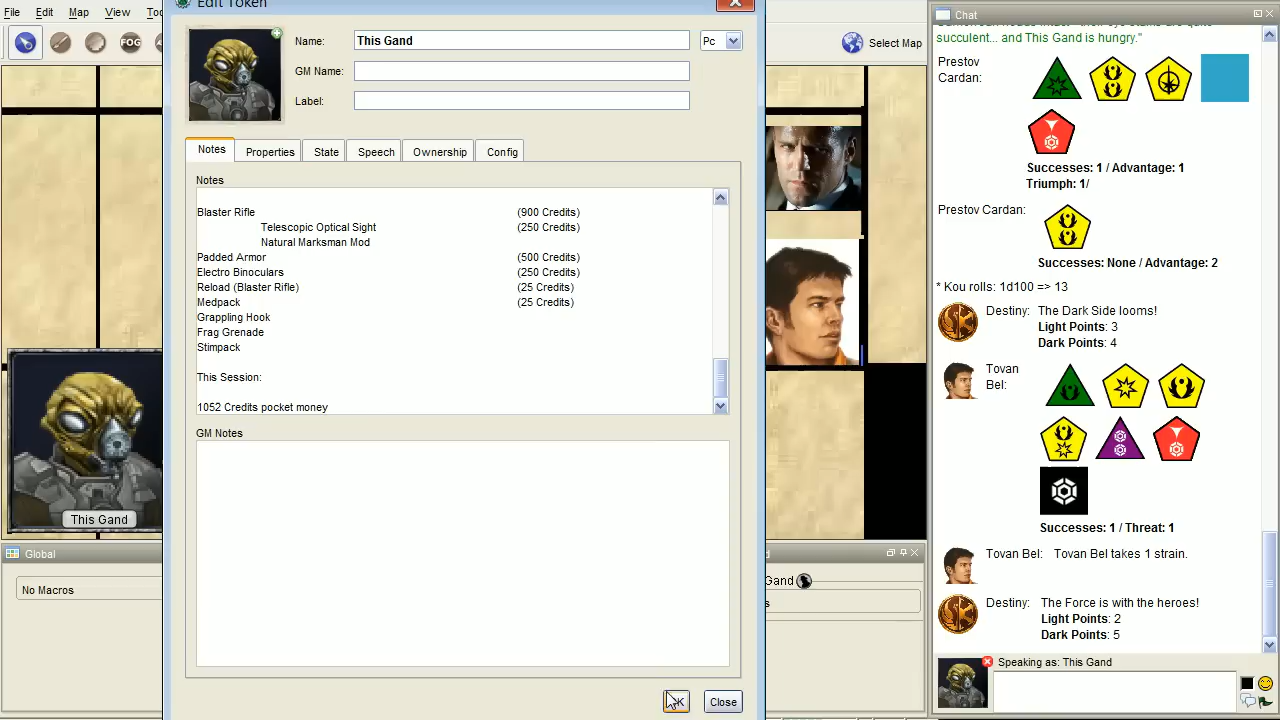 Edit Token
File Edit Map View
FOG
Select Map
Name: This Gand Pc
GM Name:
Label:
Notes Properties State Speech Ownership Config
Notes
Blaster Rifle (900 Credits)
Telescopic Optical Sight (250 Credits)
Natural Marksman Mod
Padded Armor (500 Credits)
Electro Binoculars (250 Credits)
Reload (Blaster Rifle) (25 Credits)
Medpack (25 Credits)
Grappling Hook
Frag Grenade
Stimpack
This Session:
1052 Credits pocket money
GM Notes
Close
This Gand
Global
No Macros
Gand
Chat
succulent... and This Gand is hungry."
Prestov Cardan:
Successes: 1 / Advantage: 1
Triumph: 1/
Prestov Cardan:
Successes: None / Advantage: 2
* Kou rolls: 1d100 => 13
Destiny: The Dark Side looms!
Light Points: 3
Dark Points: 4
Tovan Bel:
Successes: 1 / Threat: 1
Tovan Bel: Tovan Bel takes 1 strain.
Destiny: The Force is with the heroes!
Light Points: 2
Dark Points: 5
Speaking as: This Gand